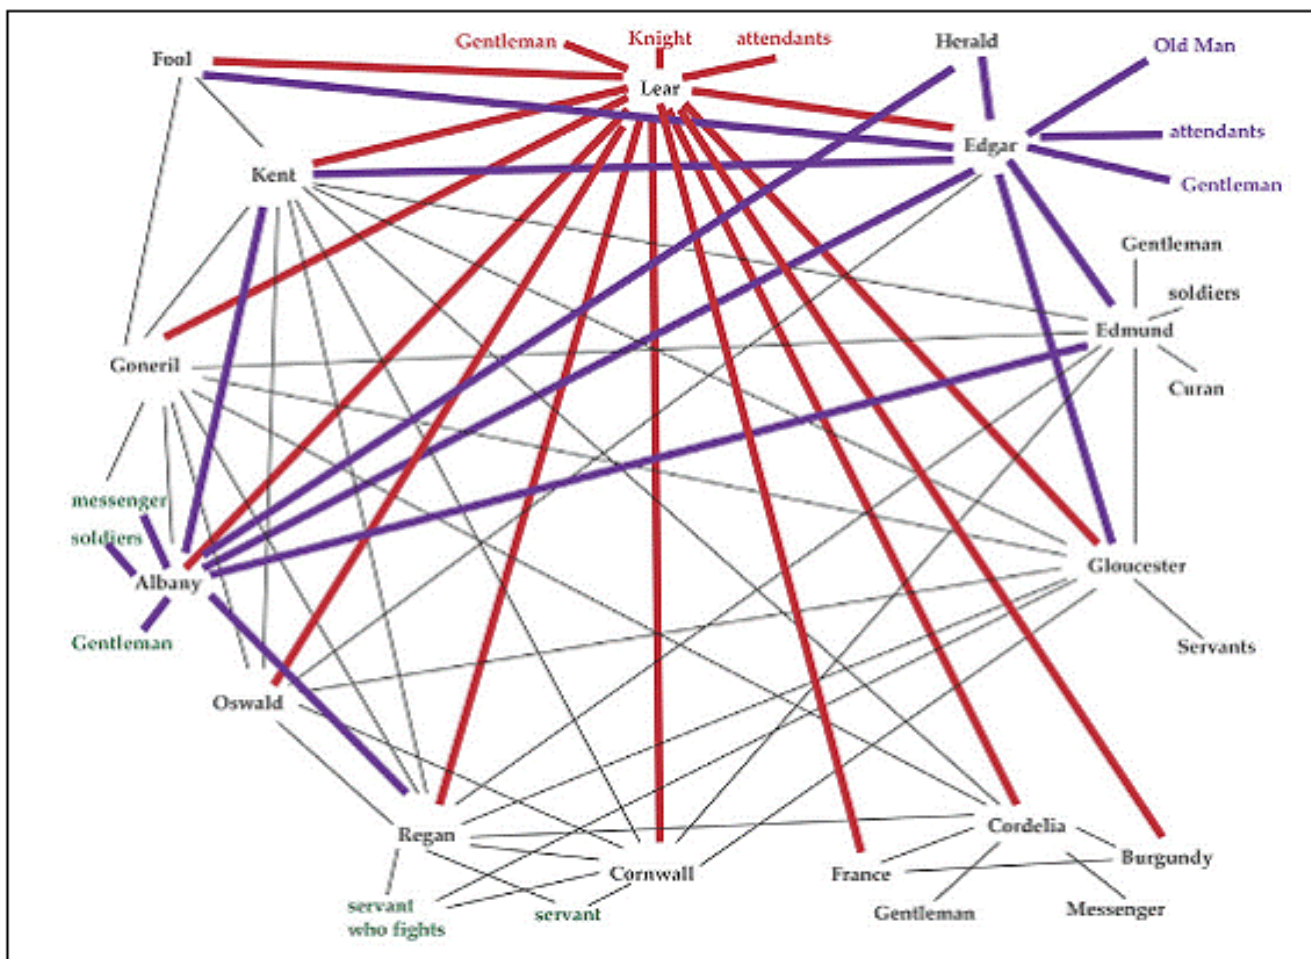 Gentleman
Knight
attendants
Herald
Old Man
Fool
Lear
attendants
Edgar
Kent
Gentleman
Gentleman
soldiers
Edmund
Goneril
Curan
messenger
soldiers
Albany
Gloucester
Gentleman
Servants
Oswald
Regan
Cordelia
Cornwall
France
Burgundy
servant
who fights
servant
Gentleman
Messenger